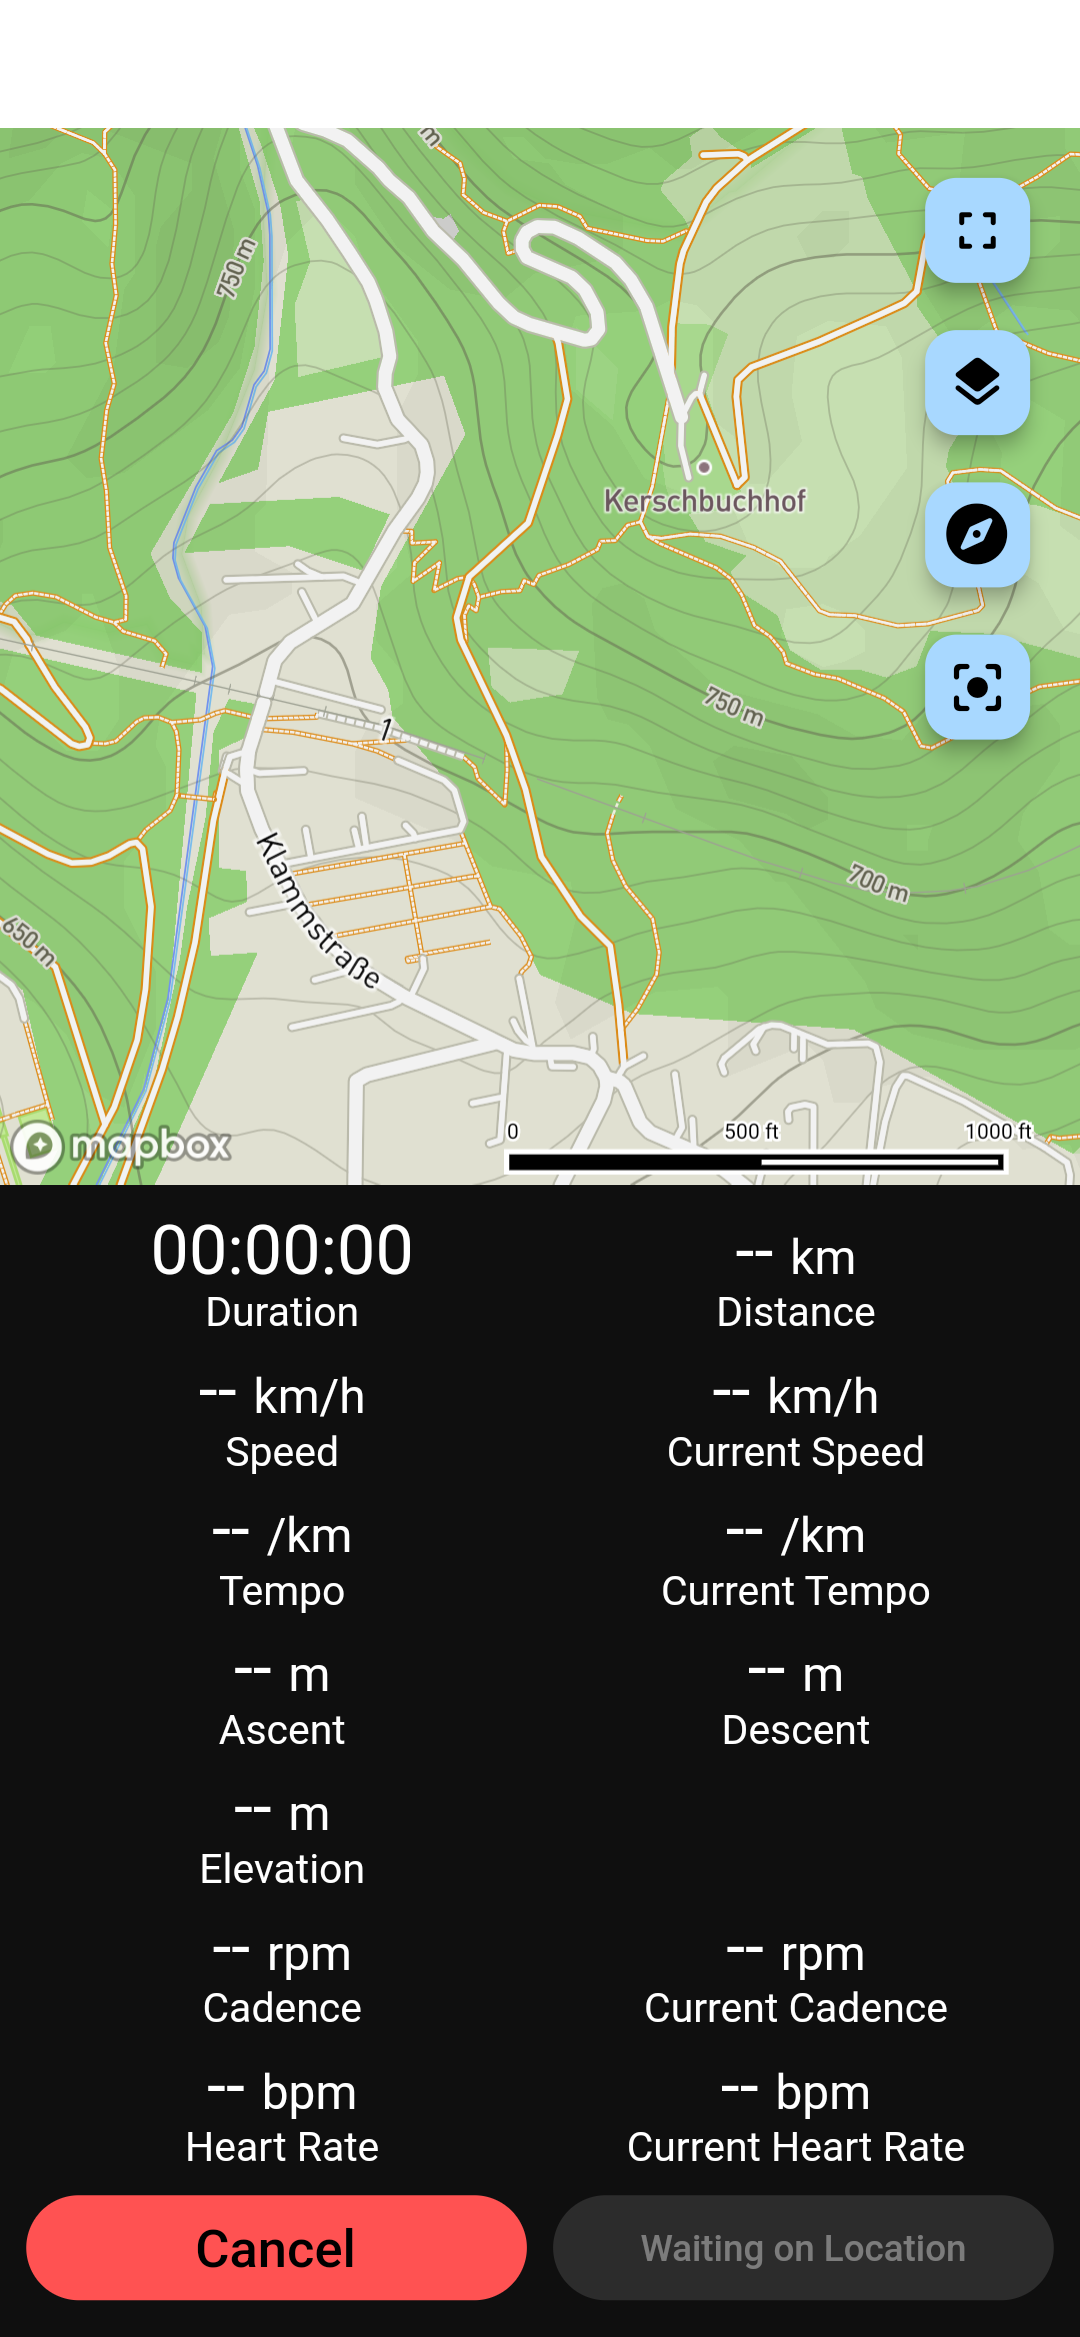 m
750 m
Kerschbuchhof
750 m
1
Klammstraße
700 m
650 m
mapbox
0 500 ft 1000 ft
00:00:00 -- km
Duration Distance
-- km/h -- km/h
Speed Current Speed
-- /km -- /km
Tempo Current Tempo
-- m -- m
Ascent Descent
-- m
Elevation
-- rpm -- rpm
Cadence Current Cadence
-- bpm -- bpm
Heart Rate Current Heart Rate
Cancel Waiting on Location